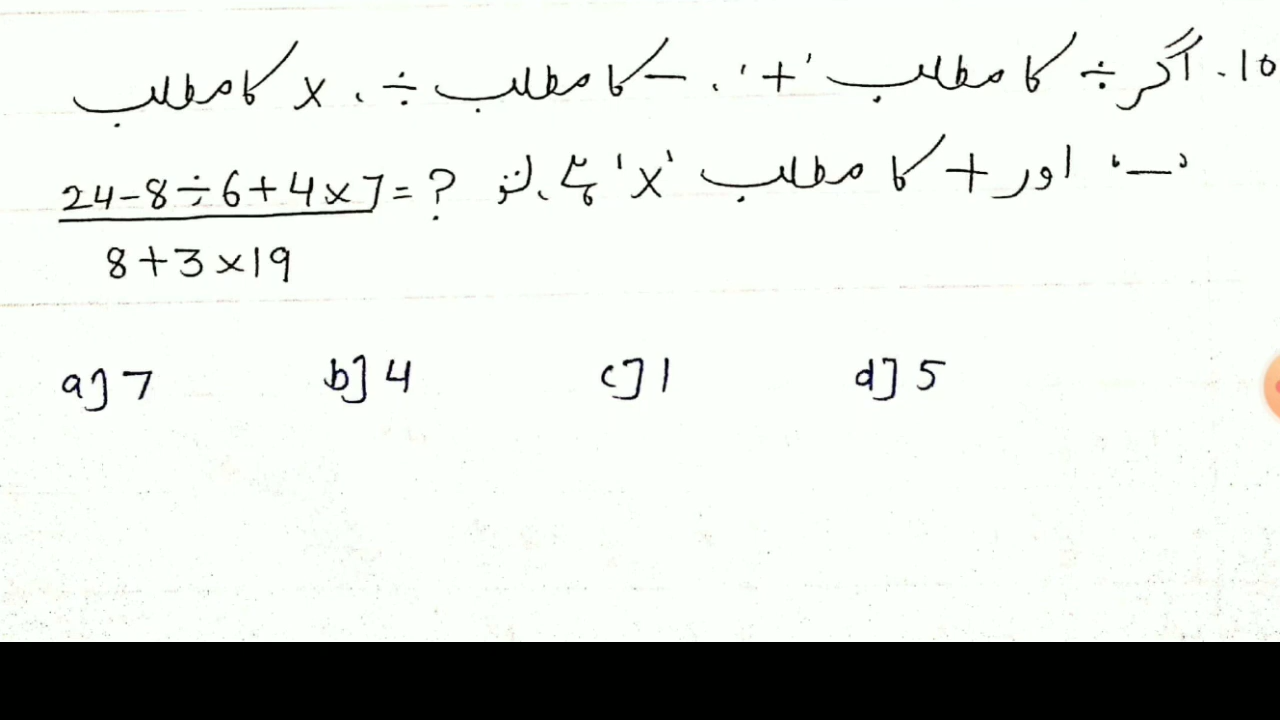 10. اگر ÷ کا مطلب '+'، − کا مطلب ÷، x کا مطلب
'−' اور + کا مطلب 'x' ہے، تو 24−8÷6+4x7 = ?
8+3x19
a] 7 b] 4 c] 1 d] 5